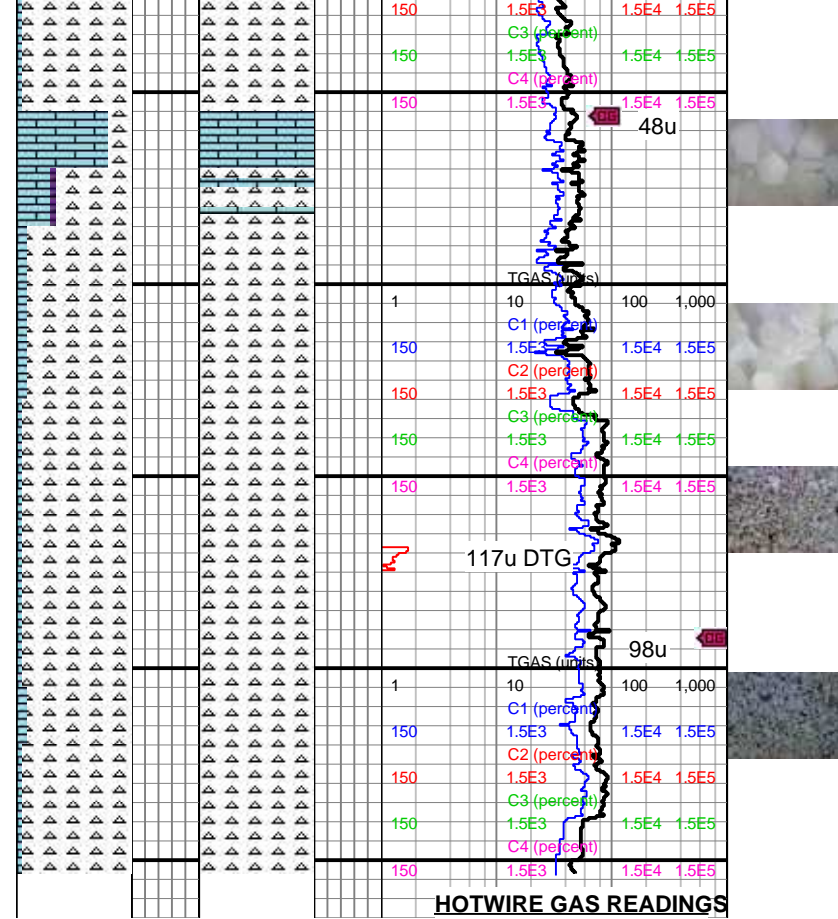 150 1.5E3 1.5E4 1.5E5
C3 (percent)
150 1.5E3 1.5E4 1.5E5
C4 (percent)
150 1.5E3 1.5E4 1.5E5
CG
48u
TGAS (units)
1 10 100 1,000
C1 (percent)
150 1.5E3 1.5E4 1.5E5
C2 (percent)
150 1.5E3 1.5E4 1.5E5
C3 (percent)
150 1.5E3 1.5E4 1.5E5
C4 (percent)
150 1.5E3 1.5E4 1.5E5
117u DTG
CG
98u
TGAS (units)
1 10 100 1,000
C1 (percent)
150 1.5E3 1.5E4 1.5E5
C2 (percent)
150 1.5E3 1.5E4 1.5E5
C3 (percent)
150 1.5E3 1.5E4 1.5E5
C4 (percent)
150 1.5E3 1.5E4 1.5E5
HOTWIRE GAS READINGS